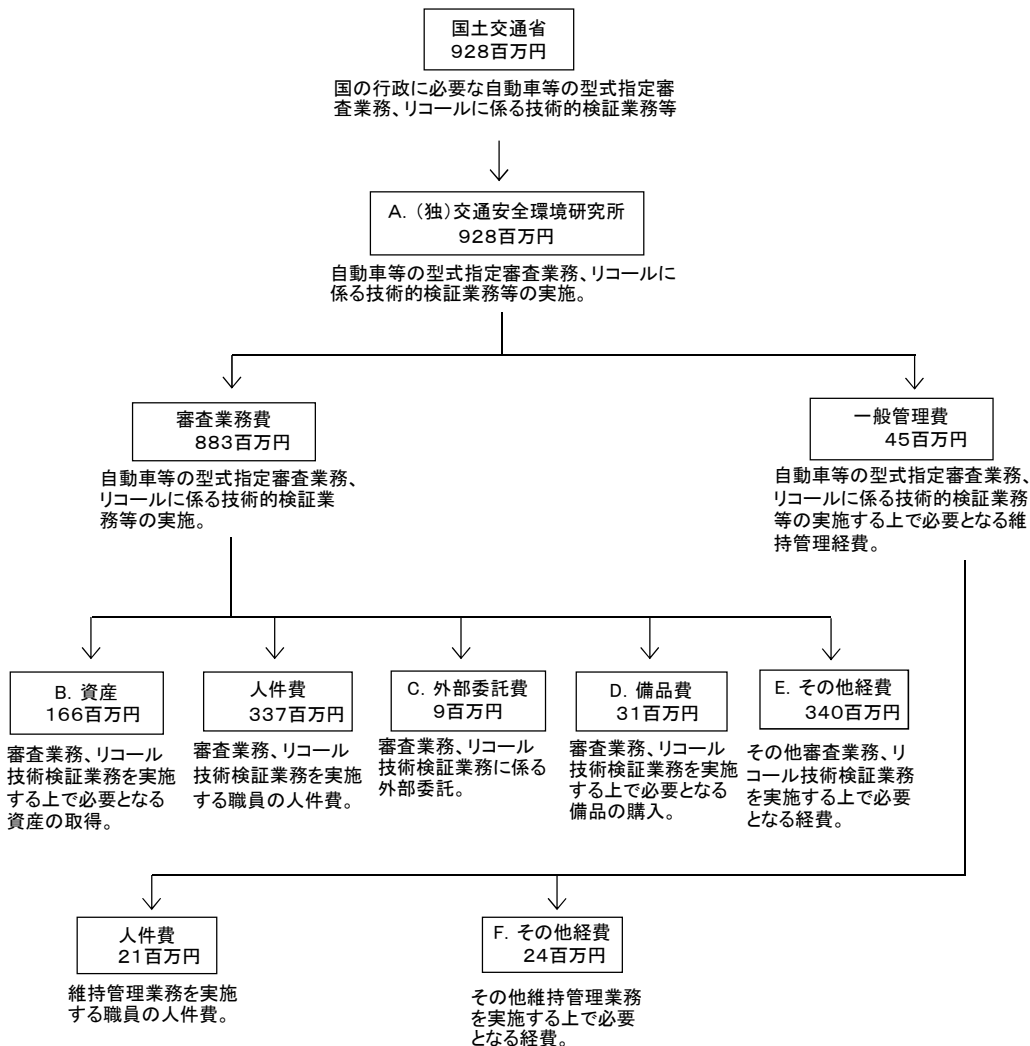 国土交通省
928百万円
国の行政に必要な自動車等の型式指定審
査業務、リコールに係る技術的検証業務等
A.（独）交通安全環境研究所
928百万円
自動車等の型式指定審査業務、リコールに
係る技術的検証業務等の実施。
審査業務費
883百万円
自動車等の型式指定審査業務、
リコールに係る技術的検証業
務等の実施。
一般管理費
45百万円
自動車等の型式指定審査業務、
リコールに係る技術的検証業務
等の実施する上で必要となる維
持管理経費。
B. 資産
166百万円
審査業務、リコール
技術検証業務を実施
する上で必要となる
資産の取得。
人件費
337百万円
審査業務、リコール
技術検証業務を実施
する職員の人件費。
C. 外部委託費
9百万円
審査業務、リコール
技術検証業務に係る
外部委託。
D. 備品費
31百万円
審査業務、リコール
技術検証業務を実施
する上で必要となる
備品の購入。
E. その他経費
340百万円
その他審査業務、リ
コール技術検証業務
を実施する上で必要
となる経費。
人件費
21百万円
維持管理業務を実施
する職員の人件費。
F. その他経費
24百万円
その他維持管理業務
を実施する上で必要
となる経費。